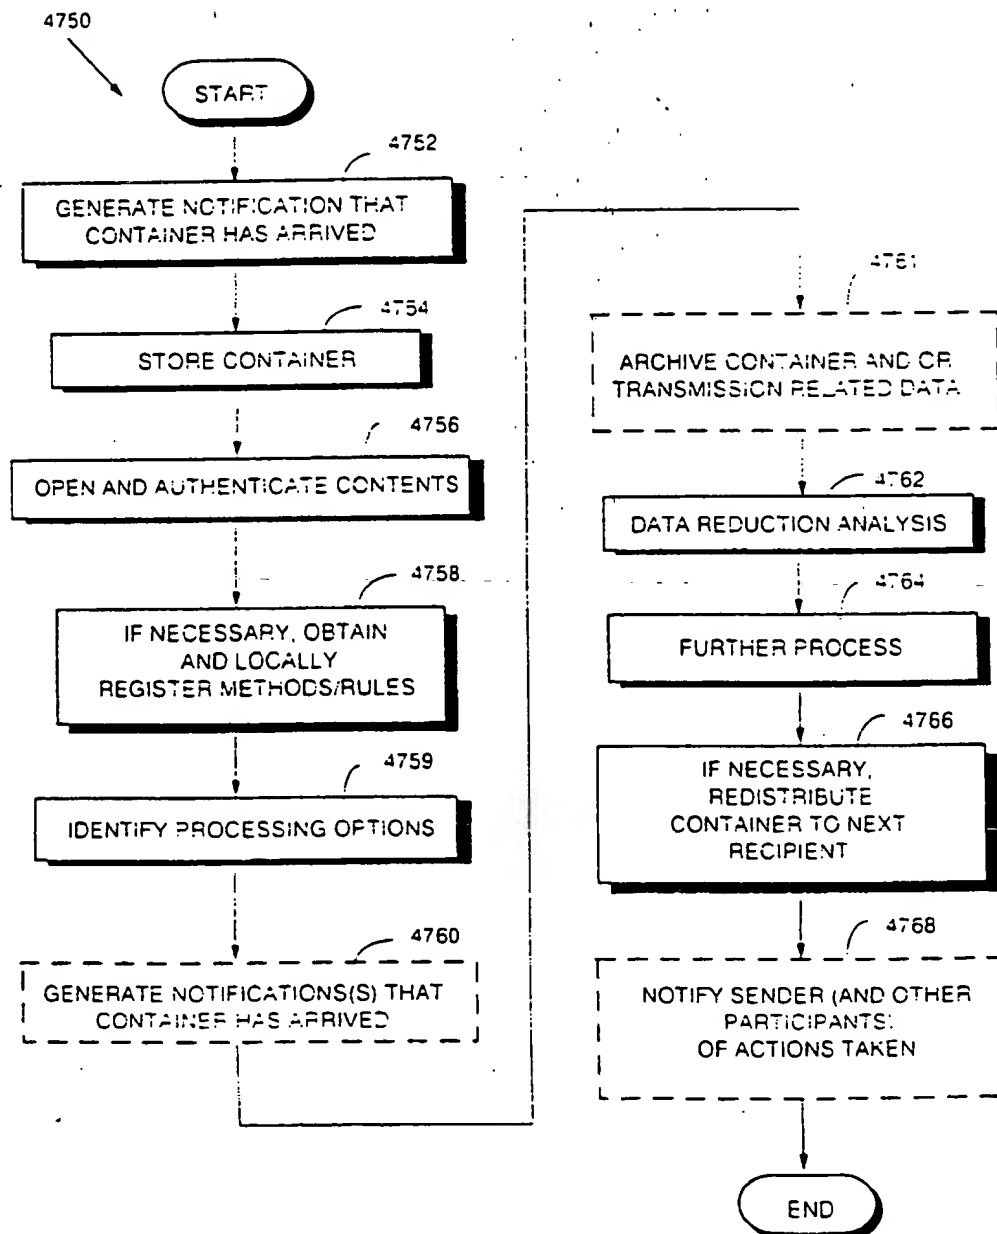 4750
START
4752
GENERATE NOTIFICATION THAT
CONTAINER HAS ARRIVED
4754
STORE CONTAINER
4756
OPEN AND AUTHENTICATE CONTENTS
4758
IF NECESSARY, OBTAIN
AND LOCALLY
REGISTER METHODS/RULES
4759
IDENTIFY PROCESSING OPTIONS
4760
GENERATE NOTIFICATIONS(S) THAT
CONTAINER HAS ARRIVED
4761
ARCHIVE CONTAINER AND OR
TRANSMISSION RELATED DATA
4762
DATA REDUCTION ANALYSIS
4764
FURTHER PROCESS
4766
IF NECESSARY,
REDISTRIBUTE
CONTAINER TO NEXT
RECIPIENT
4768
NOTIFY SENDER (AND OTHER
PARTICIPANTS)
OF ACTIONS TAKEN
END